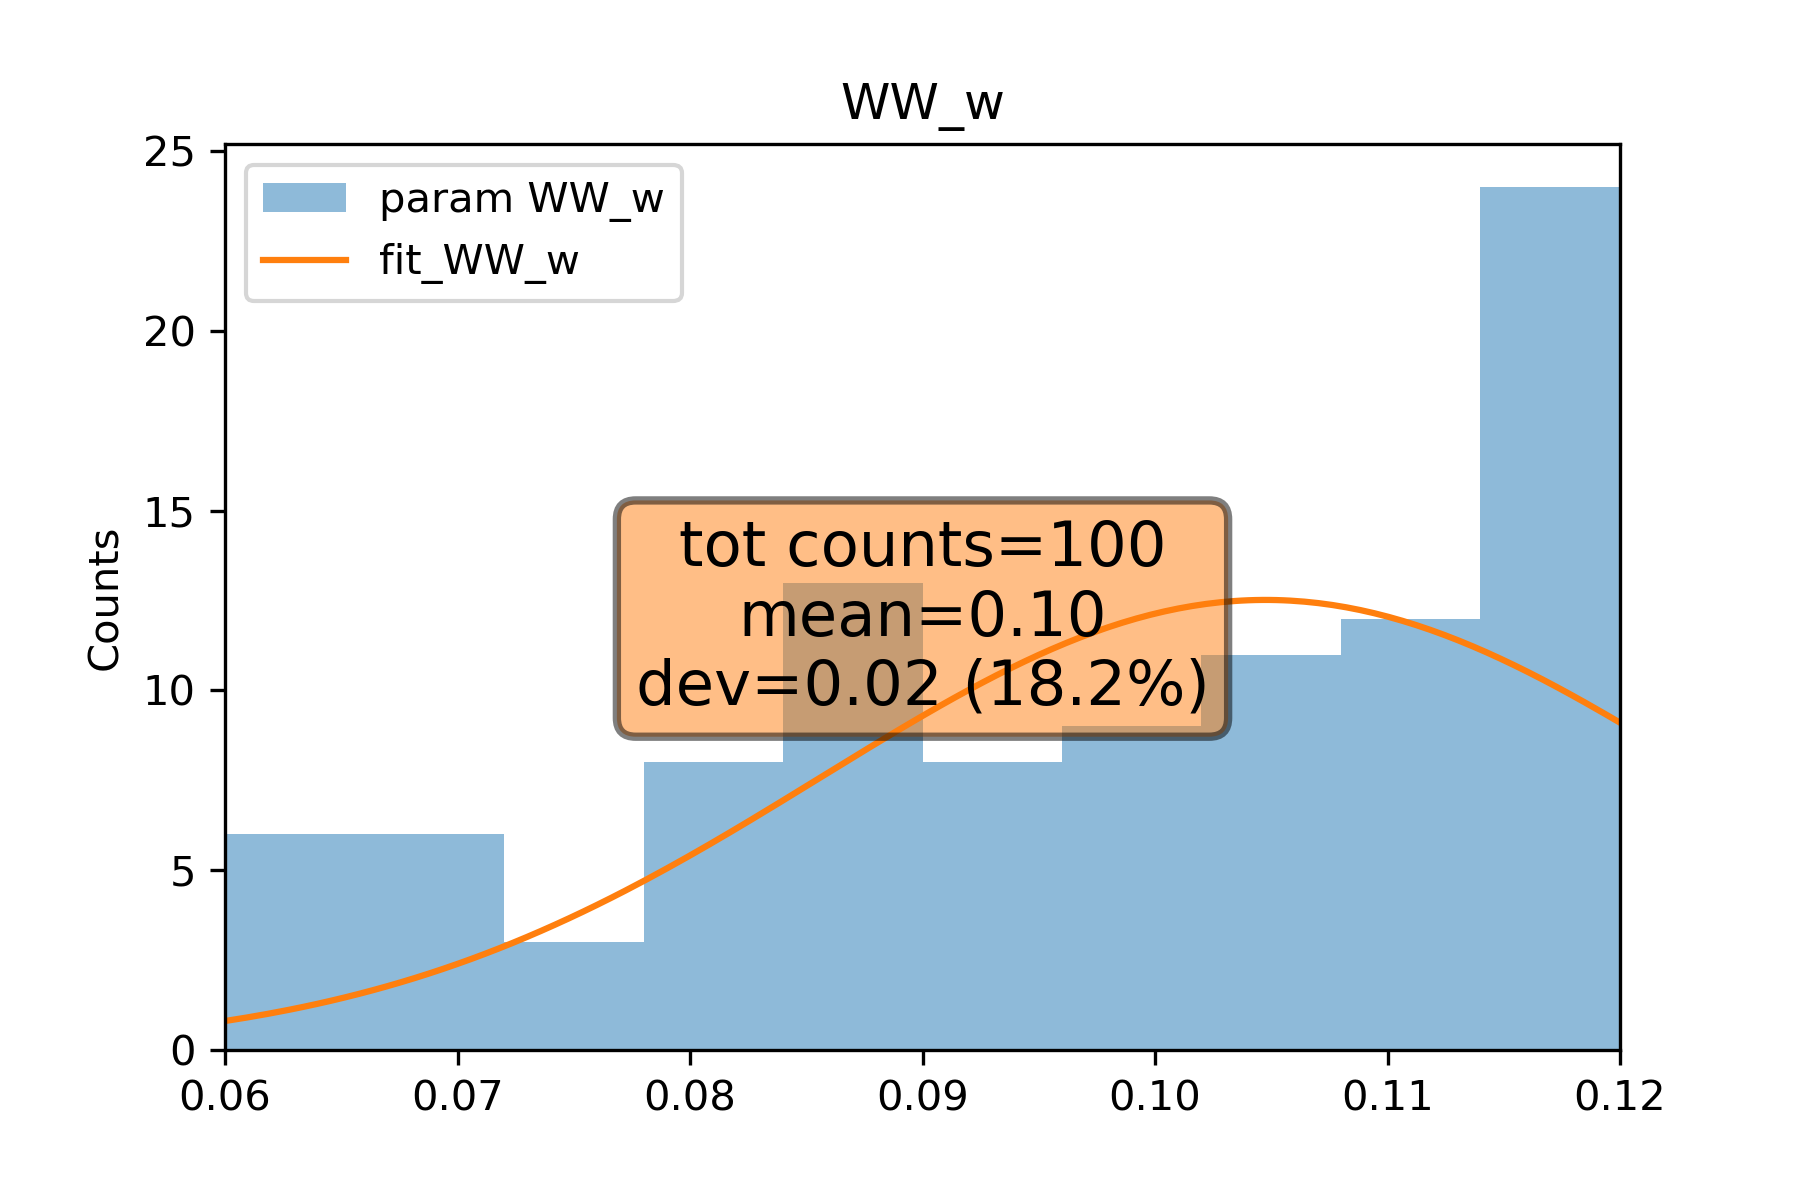 WW_w
25
20
15
10
5
0
Counts
param WW_w
fit_WW_w
tot counts=100
mean=0.10
dev=0.02 (18.2%)
0.06 0.07 0.08 0.09 0.10 0.11 0.12